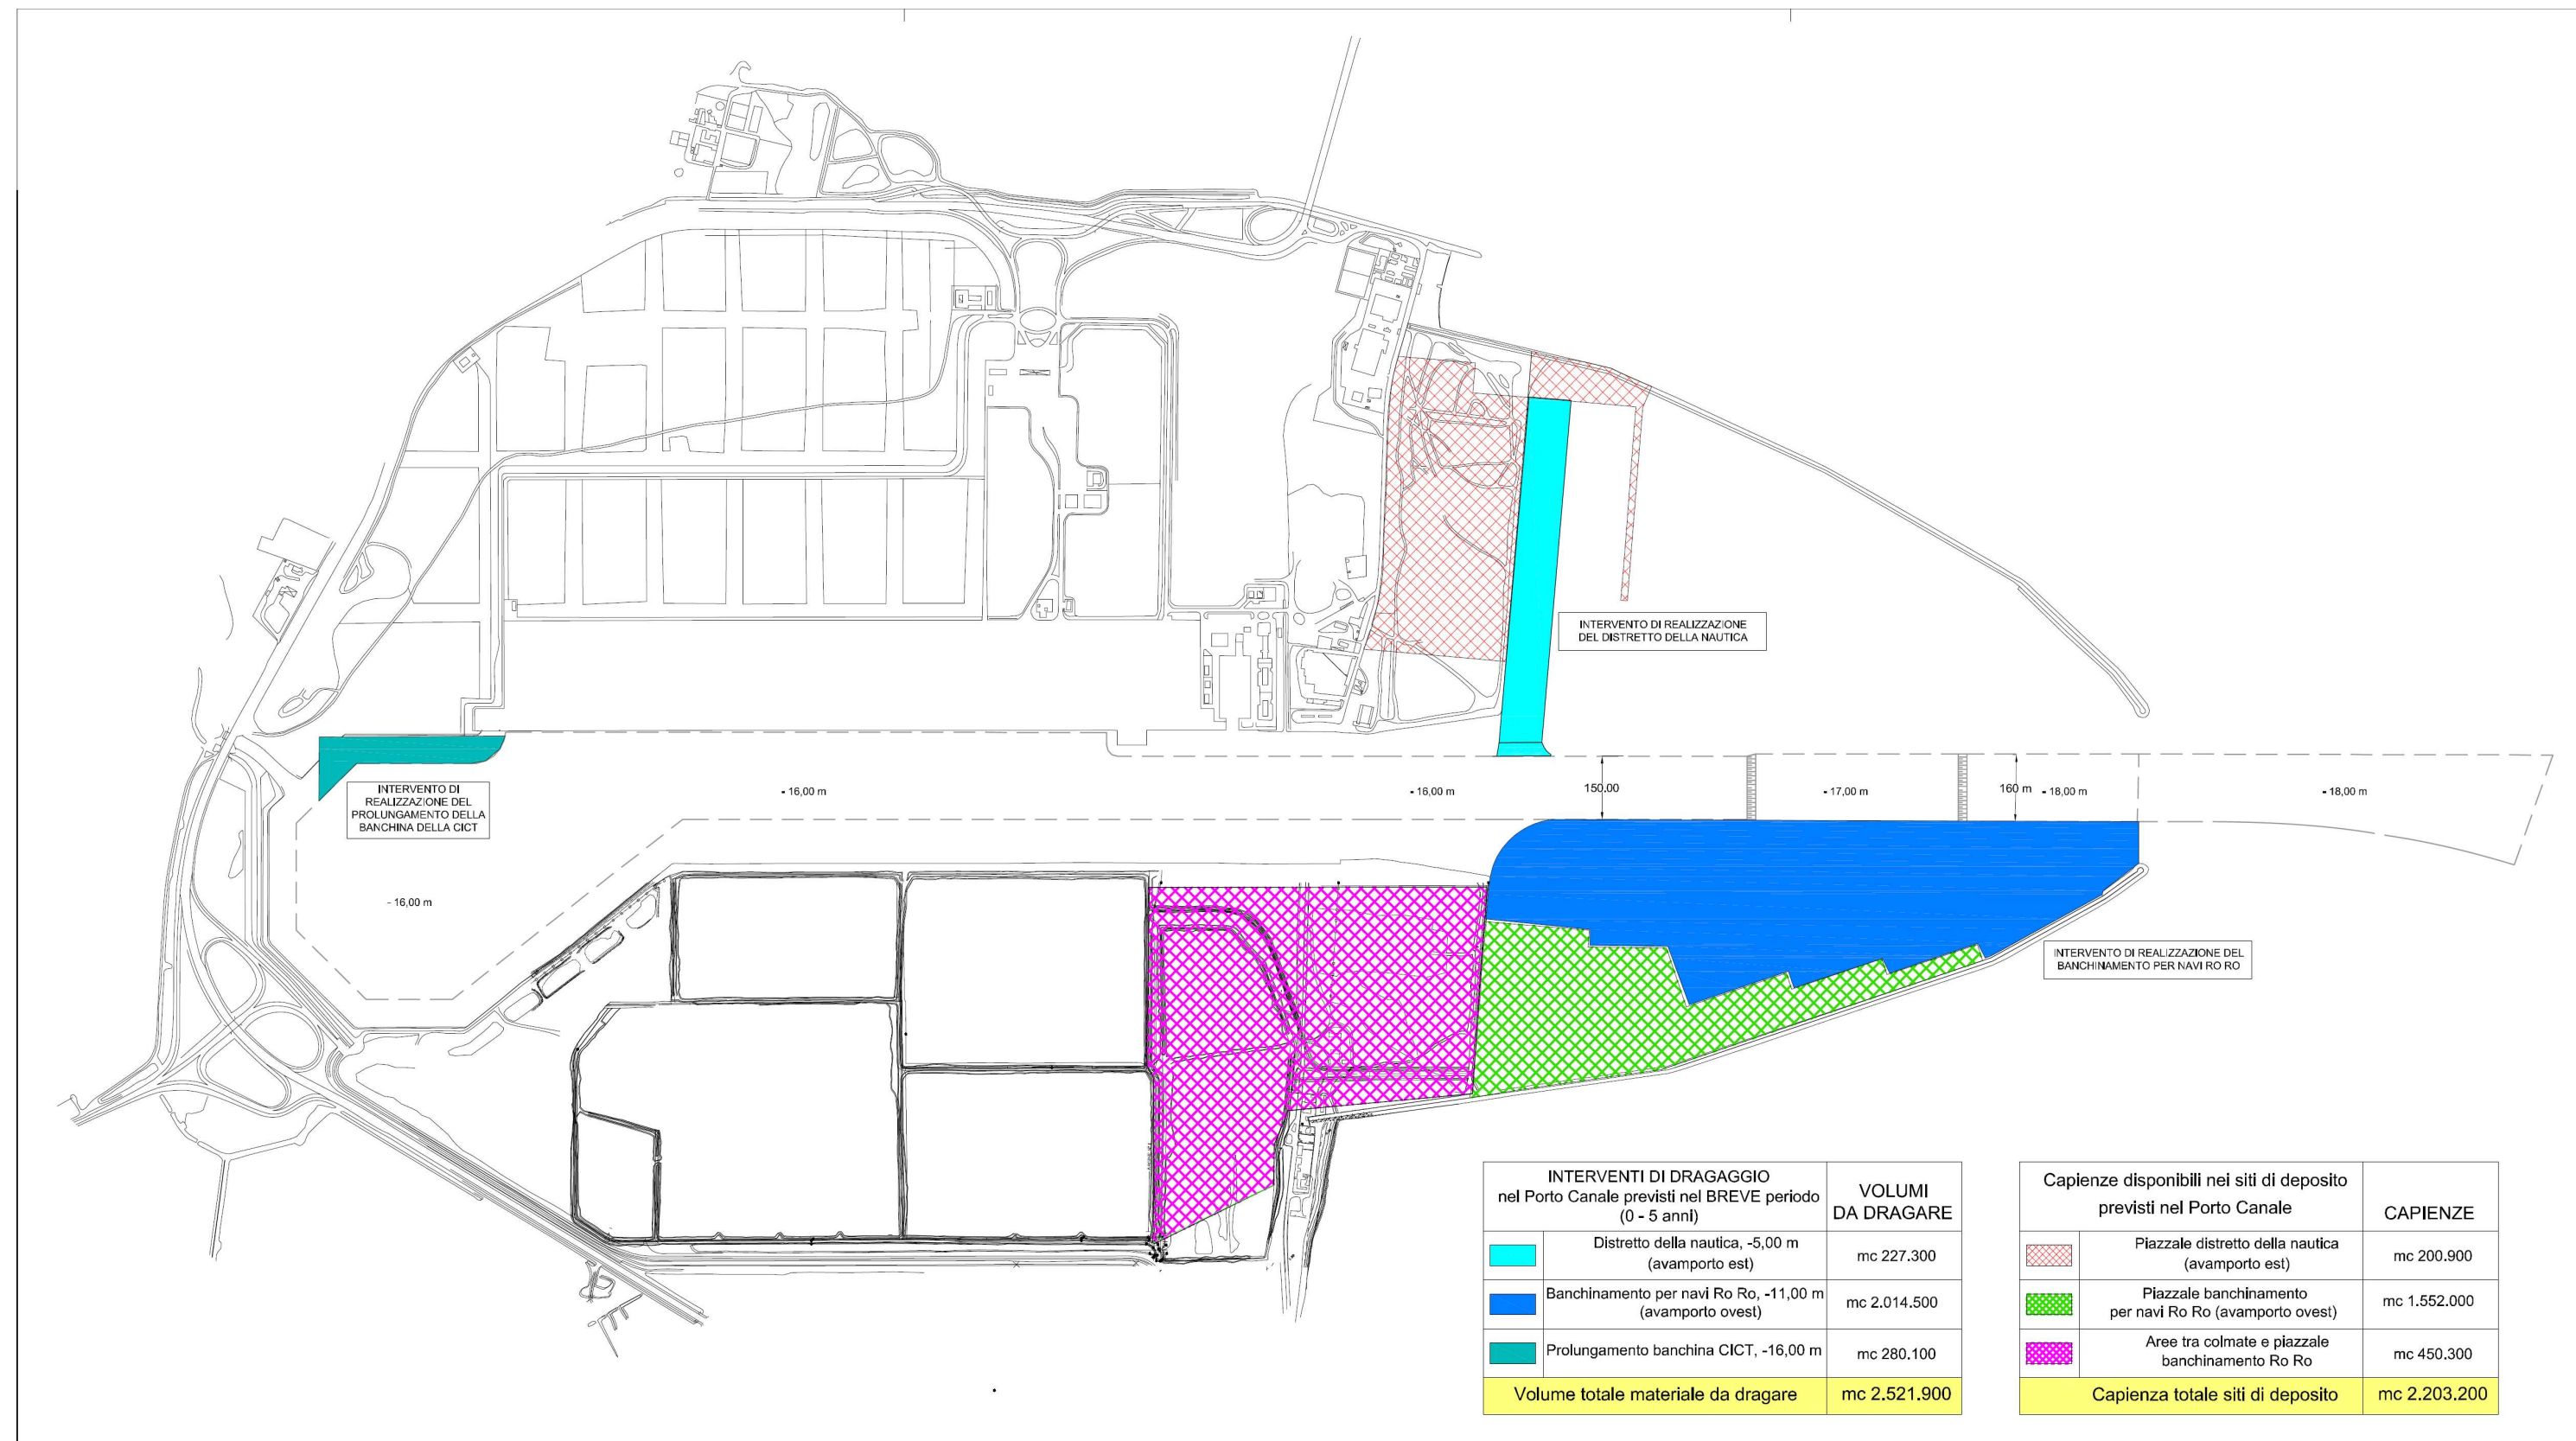 INTERVENTO DI REALIZZAZIONE
DEL DISTRETTO DELLA NAUTICA
INTERVENTO DI
REALIZZAZIONE DEL
PROLUNGAMENTO DELLA
BANCHINA DELLA CICT
- 16,00 m
- 16,00 m
150,00
- 17,00 m
160 m
- 18,00 m
- 18,00 m
- 16,00 m
INTERVENTO DI REALIZZAZIONE DEL
BANCHINAMENTO PER NAVI RO RO
INTERVENTI DI DRAGAGGIO
nel Porto Canale previsti nel BREVE periodo
(0 - 5 anni)
VOLUMI
DA DRAGARE
Distretto della nautica, -5,00 m
(avamporto est)
mc 227.300
Banchinamento per navi Ro Ro, -11,00 m
(avamporto ovest)
mc 2.014.500
Prolungamento banchina CICT, -16,00 m
mc 280.100
Volume totale materiale da dragare
mc 2.521.900
Capienze disponibili nei siti di deposito
previsti nel Porto Canale
CAPIENZE
Piazzale distretto della nautica
(avamporto est)
mc 200.900
Piazzale banchinamento
per navi Ro Ro (avamporto ovest)
mc 1.552.000
Aree tra colmate e piazzale
banchinamento Ro Ro
mc 450.300
Capienza totale siti di deposito
mc 2.203.200